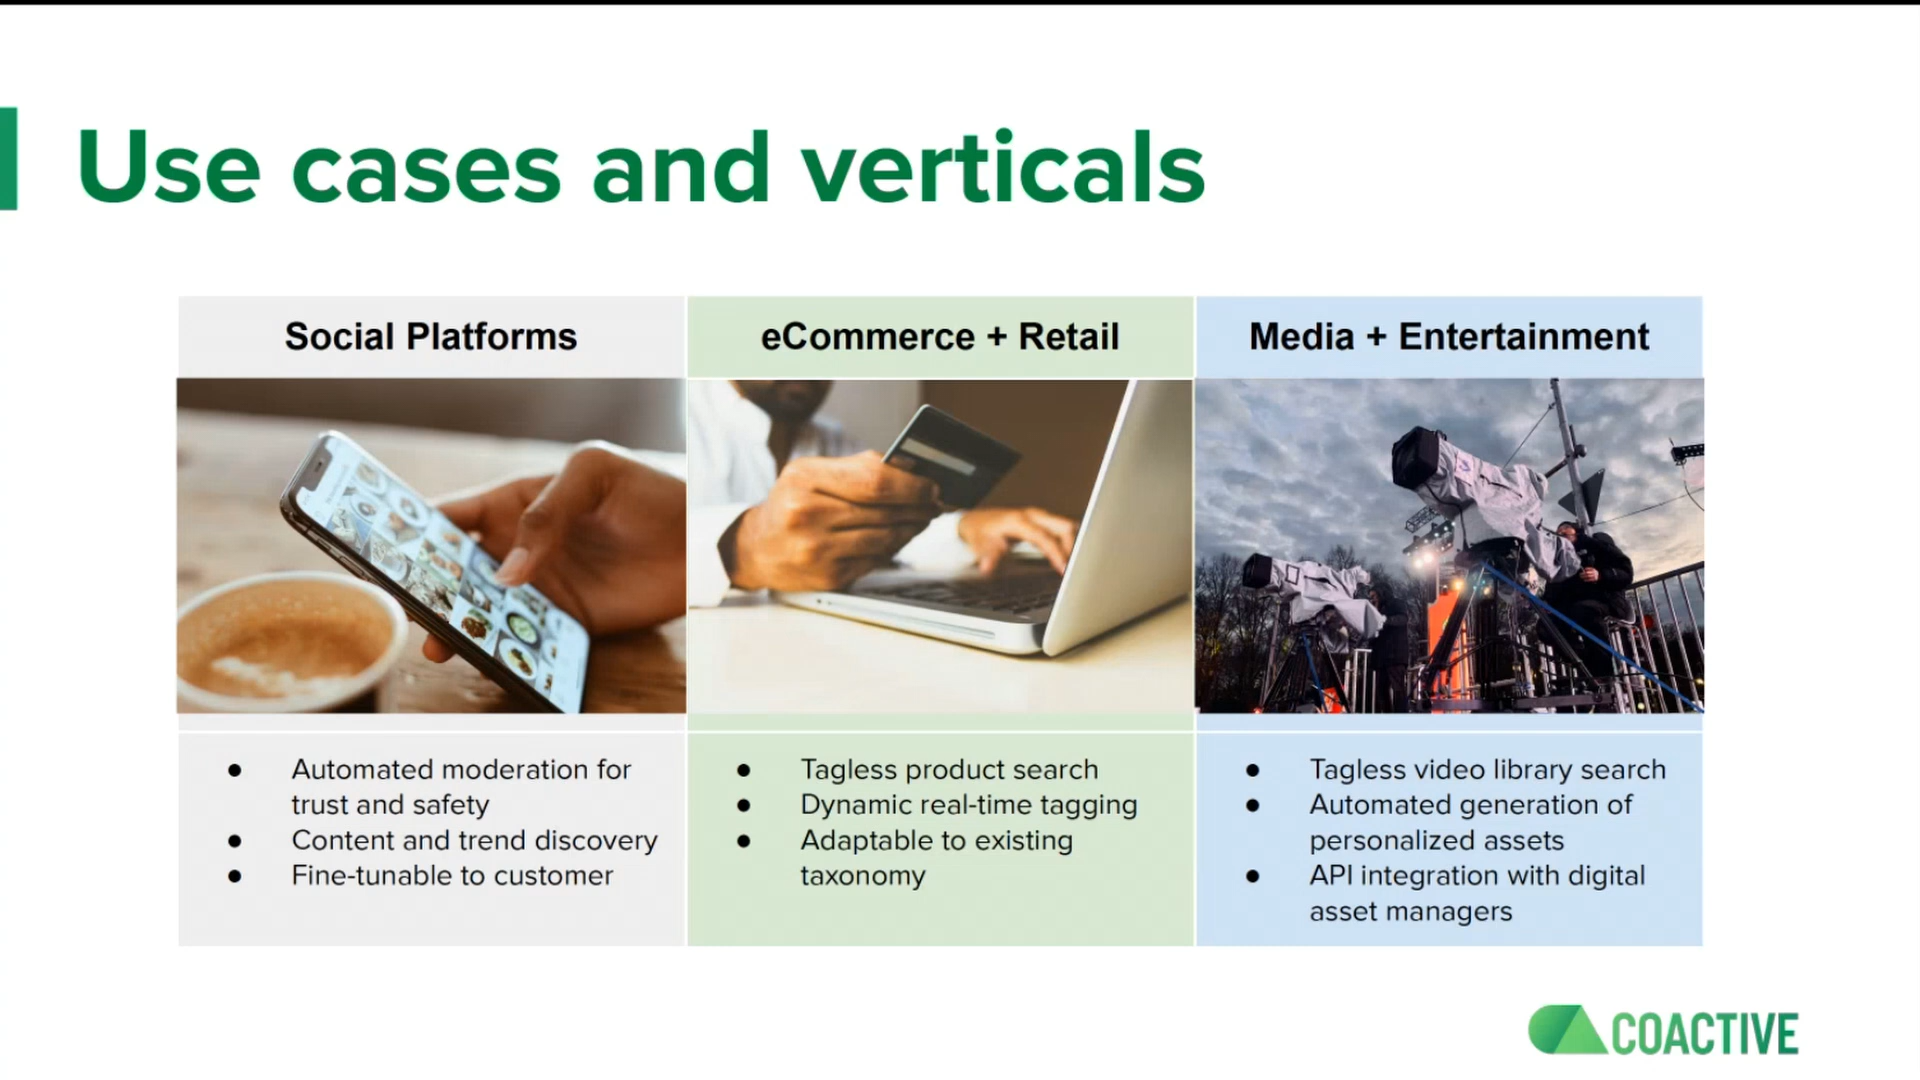 Use cases and verticals
Social Platforms
eCommerce + Retail
Media + Entertainment
Automated moderation for
trust and safety
Content and trend discovery
Fine-tunable to customer
Tagless product search
Dynamic real-time tagging
Adaptable to existing
taxonomy
Tagless video library search
Automated generation of
personalized assets
API integration with digital
asset managers
COACTIVE